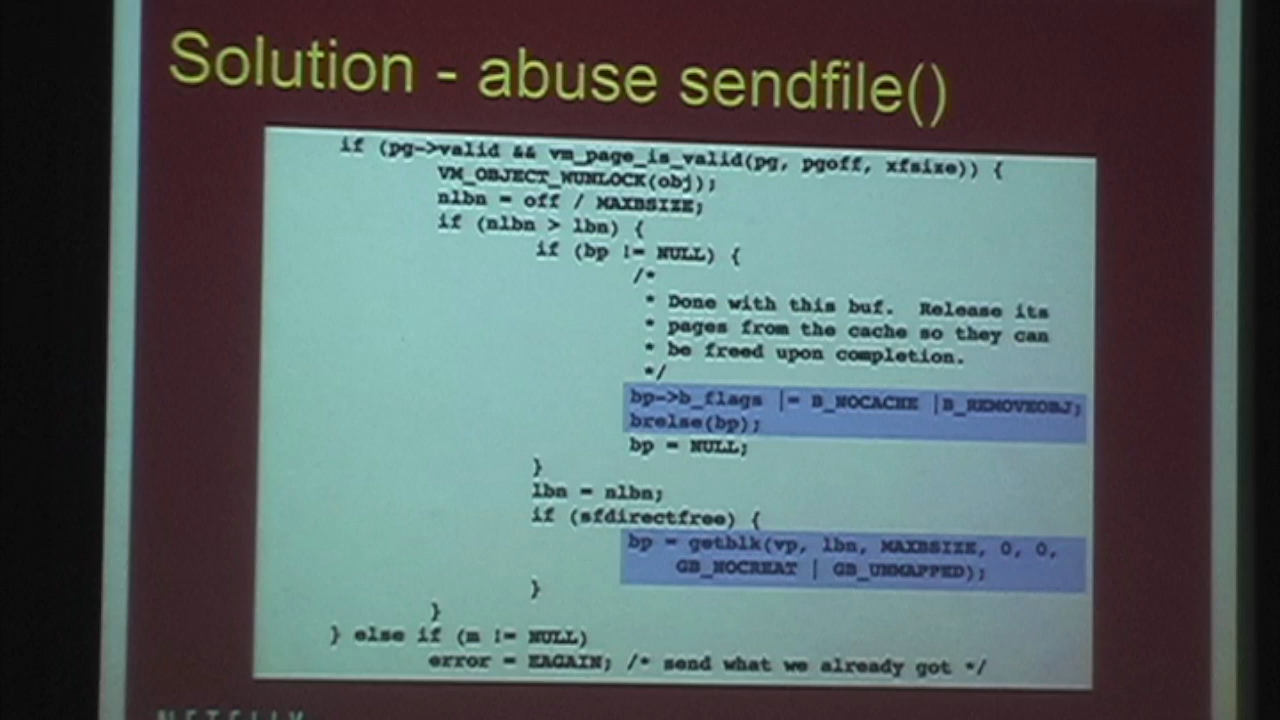 Solution - abuse sendfile()
if (pg->valid && vm_page_is_valid(pg, pgoff, xfsize)) {
VM_OBJECT_WUNLOCK(obj);
nlbn = off / MAXBSIZE;
if (nlbn > lbn) {
if (bp != NULL) {
/*
* Done with this buf. Release its
* pages from the cache so they can
* be freed upon completion.
*/
bp->b_flags |= B_NOCACHE |B_REMOVEOBJ;
brelse(bp);
bp = NULL;
}
lbn = nlbn;
if (sfdirectfree) {
bp = getblk(vp, lbn, MAXBSIZE, 0, 0,
GB_NOCREAT | GB_UNMAPPED);
}
}
} else if (m != NULL)
error = EAGAIN; /* send what we already got */
NETFLIX